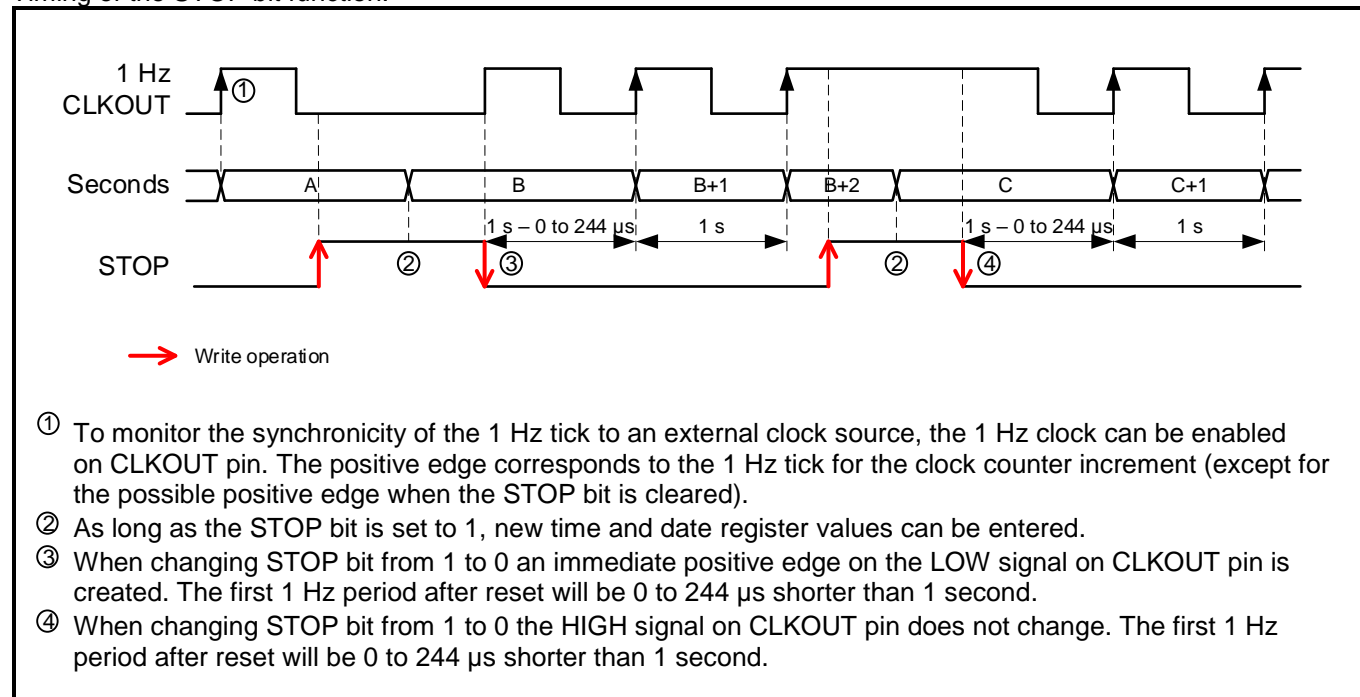 Timing of the STOP bit function:
1 Hz
CLKOUT
①
Seconds
A
B
B+1
B+2
C
C+1
1 s – 0 to 244 µs
1 s
1 s – 0 to 244 µs
1 s
STOP
②
③
②
④
Write operation
① To monitor the synchronicity of the 1 Hz tick to an external clock source, the 1 Hz clock can be enabled
on CLKOUT pin. The positive edge corresponds to the 1 Hz tick for the clock counter increment (except for
the possible positive edge when the STOP bit is cleared).
② As long as the STOP bit is set to 1, new time and date register values can be entered.
③ When changing STOP bit from 1 to 0 an immediate positive edge on the LOW signal on CLKOUT pin is
created. The first 1 Hz period after reset will be 0 to 244 µs shorter than 1 second.
④ When changing STOP bit from 1 to 0 the HIGH signal on CLKOUT pin does not change. The first 1 Hz
period after reset will be 0 to 244 µs shorter than 1 second.